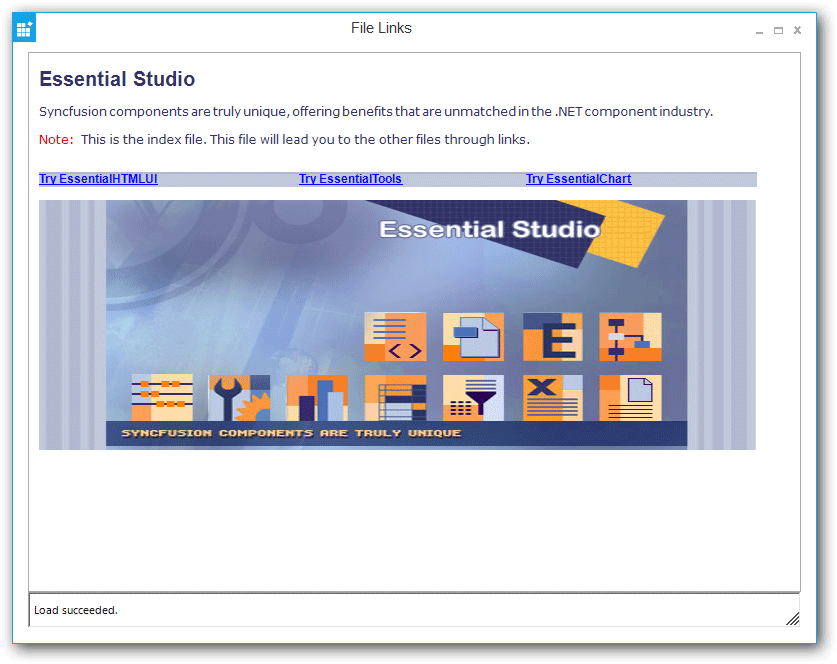 File Links
Essential Studio
Syncfusion components are truly unique, offering benefits that are unmatched in the .NET component industry.
Note: This is the index file. This file will lead you to the other files through links.
Try EssentialHTMLUI Try EssentialTools Try EssentialChart
Essential Studio
E
X
SYNCFUSION COMPONENTS ARE TRULY UNIQUE
Load succeeded.